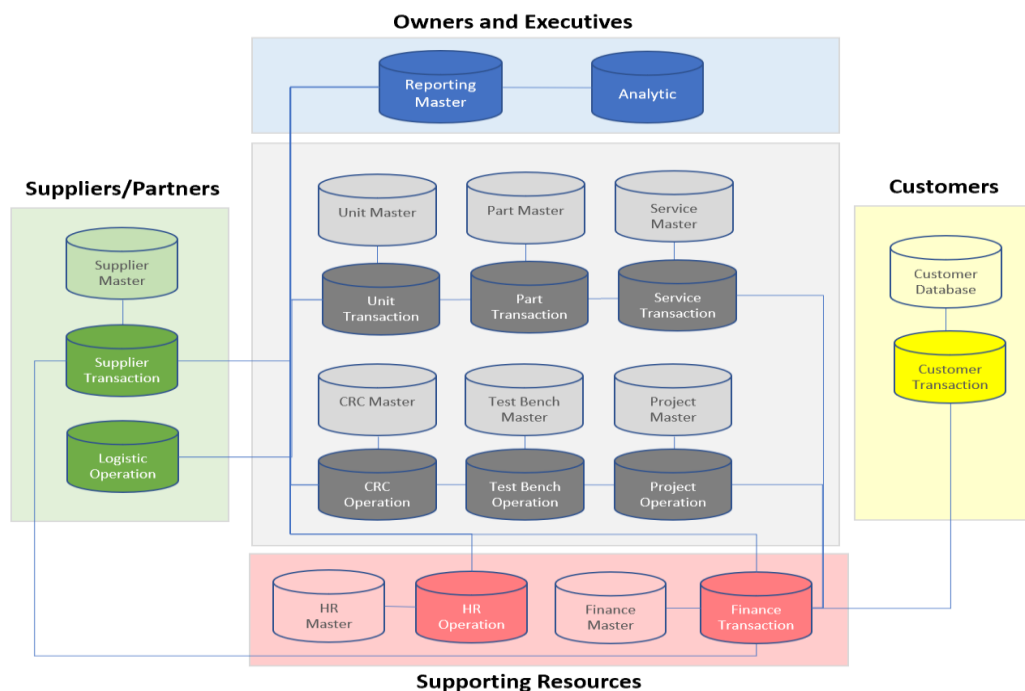 Owners and Executives
Reporting
Master
Analytic
Suppliers/Partners
Supplier
Master
Supplier
Transaction
Logistic
Operation
Unit Master
Part Master
Service
Master
Unit
Transaction
Part
Transaction
Service
Transaction
CRC Master
Test Bench
Master
Project
Master
CRC
Operation
Test Bench
Operation
Project
Operation
Customers
Customer
Database
Customer
Transaction
HR
Master
HR
Operation
Finance
Master
Finance
Transaction
Supporting Resources